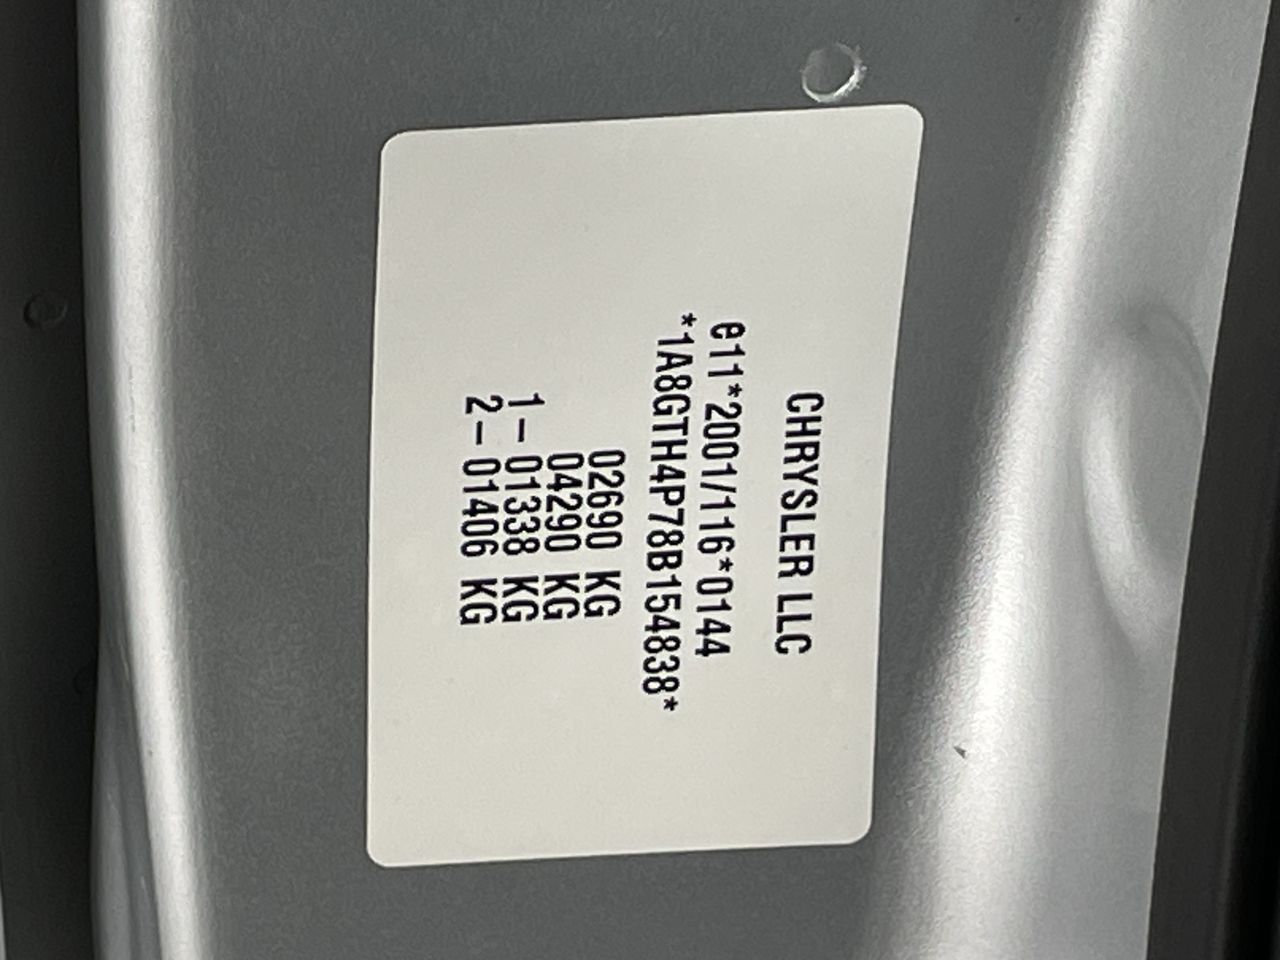 CHRYSLER LLC
e11*2001/116*0144
*1A8GTH4P78B154838*
02690 KG
04290 KG
1- 01338 KG
2- 01406 KG